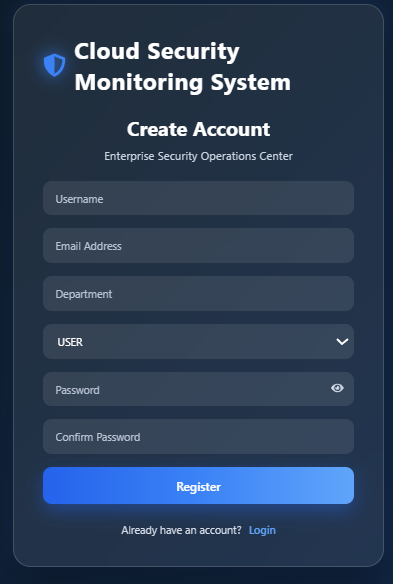 Cloud Security
Monitoring System
Create Account
Enterprise Security Operations Center
Username
Email Address
Department
USER
Password
Confirm Password
Register
Already have an account? Login